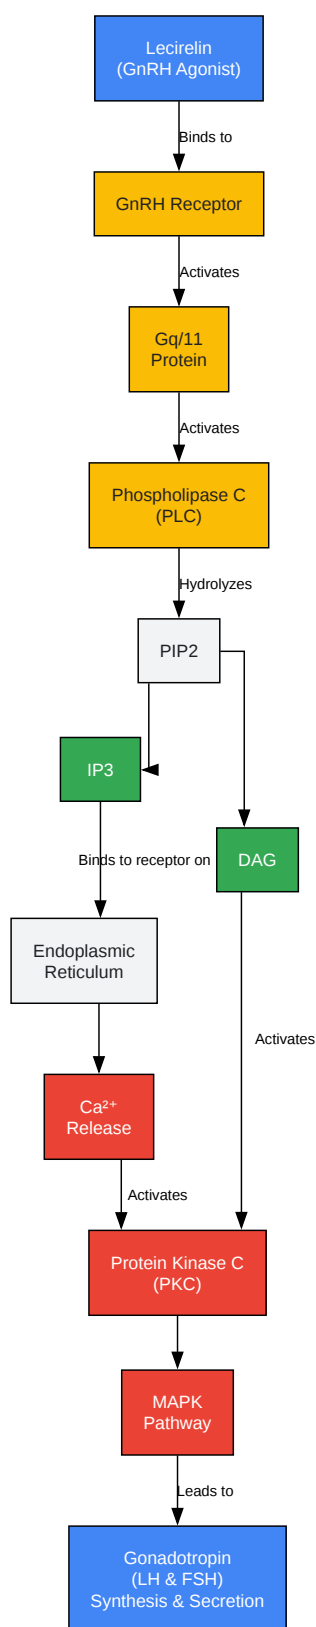 Lecirelin
(GnRH Agonist)
Binds to
GnRH Receptor
Activates
Gq/11
Protein
Activates
Phospholipase C
(PLC)
Hydrolyzes
PIP2
IP3
Binds to receptor on
DAG
Endoplasmic
Reticulum
Activates
Ca²⁺
Release
Activates
Protein Kinase C
(PKC)
MAPK
Pathway
Leads to
Gonadotropin
(LH & FSH)
Synthesis & Secretion